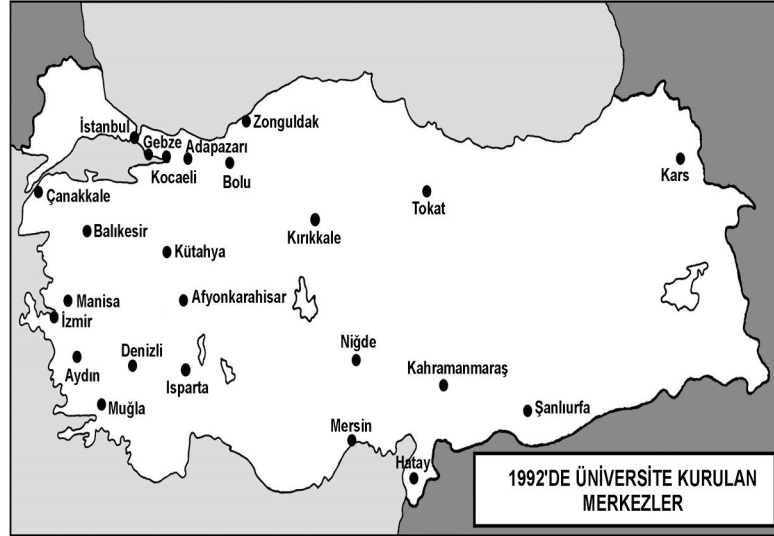 Zonguldak
İstanbul
Gebze
Adapazarı
Kocaeli
Bolu
Kars
Çanakkale
Tokat
Balıkesir
Kırıkkale
Kütahya
Manisa
Afyonkarahisar
İzmir
Niğde
Denizli
Aydın
Isparta
Kahramanmaraş
Muğla
Şanlıurfa
Mersin
Hatay
1992'DE ÜNİVERSİTE KURULAN
MERKEZLER